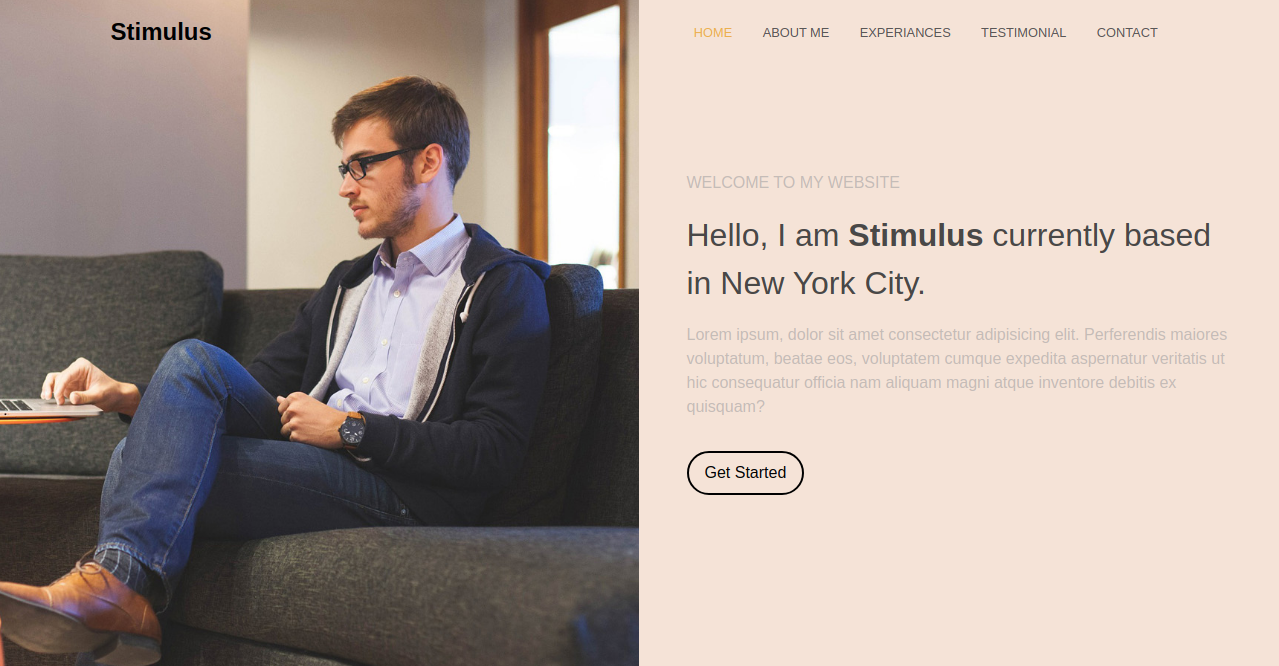 Stimulus
HOME ABOUT ME EXPERIANCES TESTIMONIAL CONTACT
WELCOME TO MY WEBSITE
Hello, I am Stimulus currently based
in New York City.
Lorem ipsum, dolor sit amet consectetur adipisicing elit. Perferendis maiores
voluptatum, beatae eos, voluptatem cumque expedita aspernatur veritatis ut
hic consequatur officia nam aliquam magni atque inventore debitis ex
quisquam?
Get Started